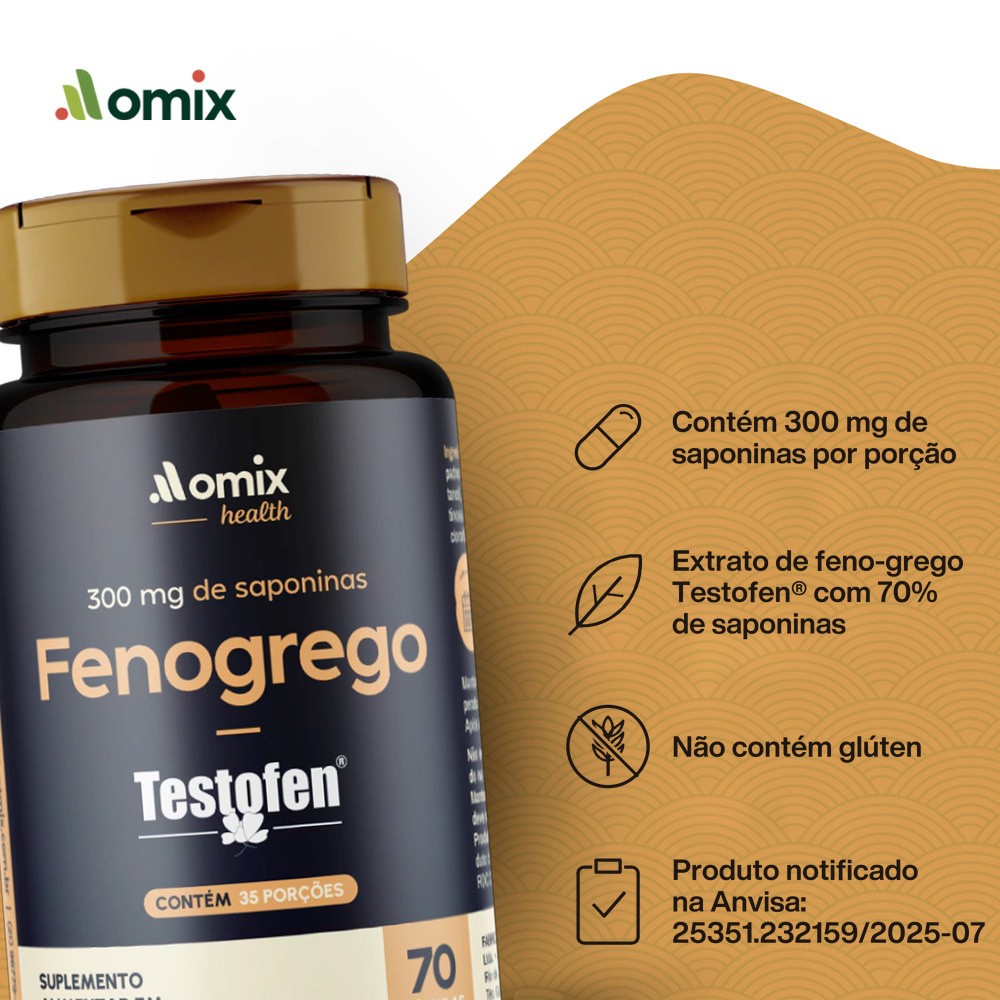 omix
omix
health
300 mg de saponinas
Fenogrego
Testofen®
CONTÉM 35 PORÇÕES
SUPLEMENTO
70
Contém 300 mg de
saponinas por porção
Extrato de feno-grego
Testofen® com 70%
de saponinas
Não contém glúten
Produto notificado
na Anvisa:
25351.232159/2025-07